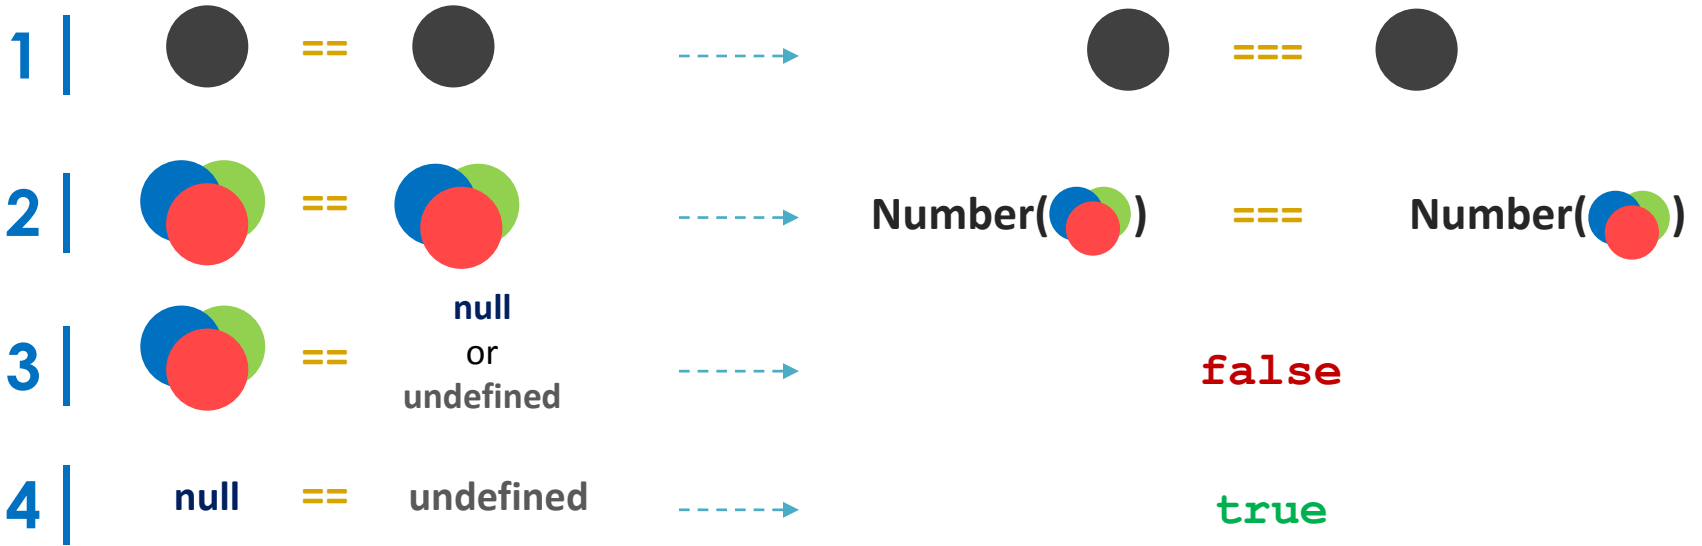 1 == ===
2 == Number( ) === Number( )
3 == null
or
undefined
false
4 null == undefined true